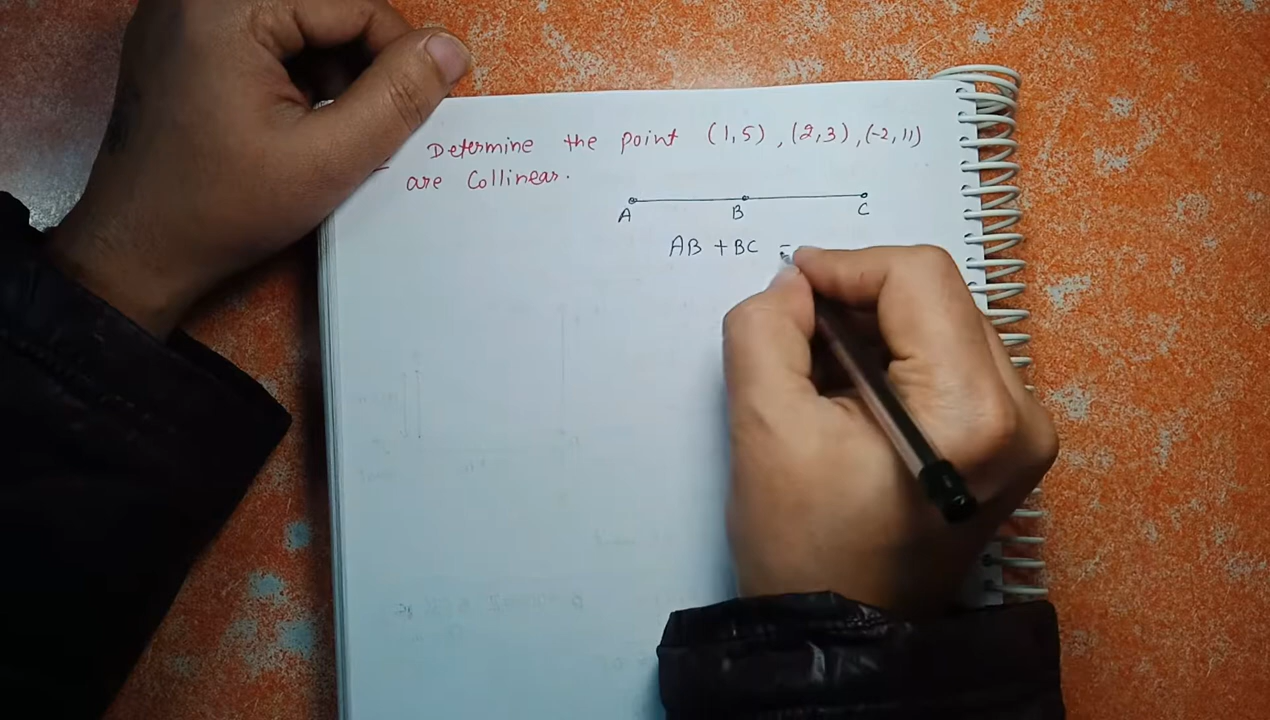 Determine the point (1,5) , (2,3) , (-2,11)
are Collinear.
A B C
AB + BC =